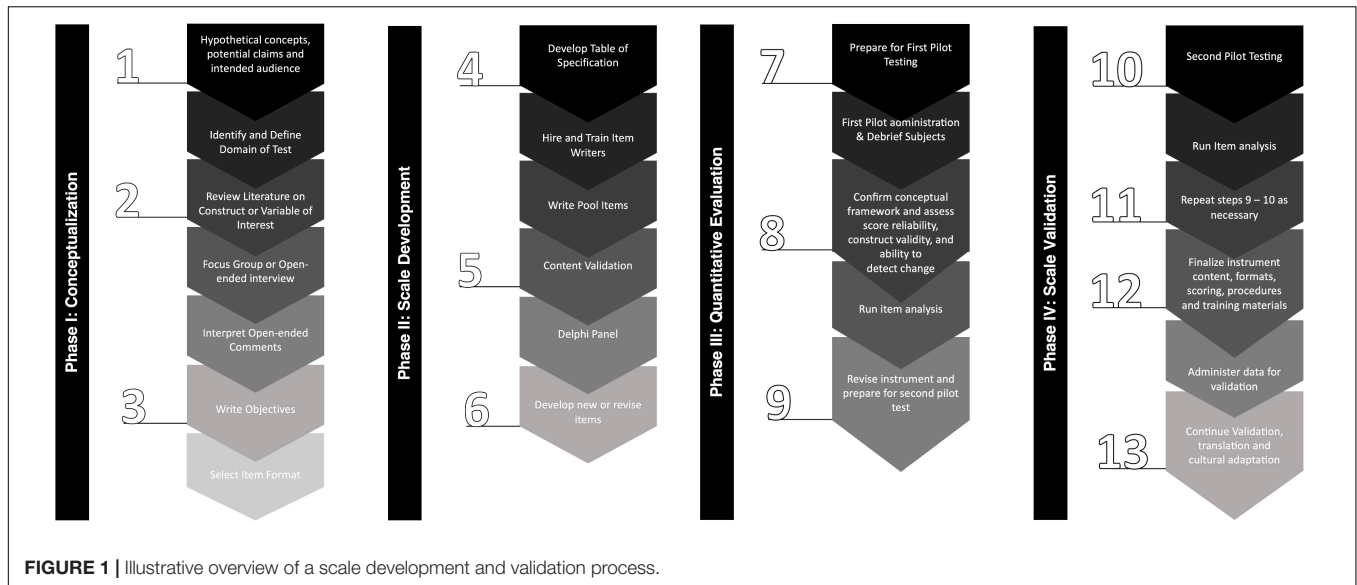 Phase I: Conceptualization
1
Hypothetical concepts,
potential claims and
intended audience
Identify and Define
Domain of Test
2
Review Literature on
Construct or Variable of
Interest
Focus Group or Open-
ended interview
Interpret Open-ended
Comments
3
Write Objectives
Select Item Format
Phase II: Scale Development
4
Develop Table of
Specification
Hire and Train Item
Writers
Write Pool Items
5
Content Validation
Delphi Panel
6
Develop new or revise
items
Phase III: Quantitative Evaluation
7
Prepare for First Pilot
Testing
First Pilot administration
& Debrief Subjects
8
Confirm conceptual
framework and assess
score reliability,
construct validity, and
ability to
detect change
Run item analysis
9
Revise instrument and
prepare for second pilot
test
Phase IV: Scale Validation
10
Second Pilot Testing
Run Item analysis
11
Repeat steps 9 – 10 as
necessary
12
Finalize instrument
content, formats,
scoring, procedures
and training materials
Administer data for
validation
13
Continue Validation,
translation and
cultural adaptation
FIGURE 1 | Illustrative overview of a scale development and validation process.